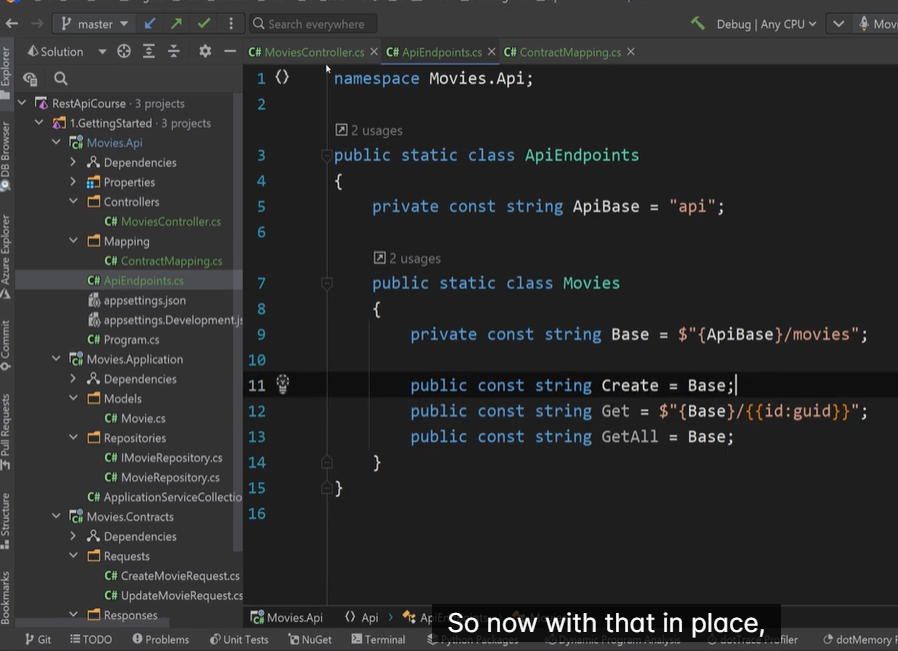 master
Search everywhere
Debug | Any CPU
Movi
Solution
C# MoviesController.cs
C# ApiEndpoints.cs
C# ContractMapping.cs
Explorer
DB Browser
Azure Explorer
Commit
Pull Requests
Structure
Bookmarks
RestApiCourse · 3 projects
1.GettingStarted · 3 projects
Movies.Api
Dependencies
Properties
Controllers
C# MoviesController.cs
Mapping
C# ContractMapping.cs
C# ApiEndpoints.cs
appsettings.json
appsettings.Development.js
C# Program.cs
Movies.Application
Dependencies
Models
C# Movie.cs
Repositories
C# IMovieRepository.cs
C# MovieRepository.cs
C# ApplicationServiceCollectio
Movies.Contracts
Dependencies
Requests
C# CreateMovieRequest.cs
C# UpdateMovieRequest.cs
Responses
1 namespace Movies.Api;
2
2 usages
3 public static class ApiEndpoints
4 {
5 private const string ApiBase = "api";
6
2 usages
7 public static class Movies
8 {
9 private const string Base = $"{ApiBase}/movies";
10
11 public const string Create = Base;
12 public const string Get = $"{Base}/{{id:guid}}";
13 public const string GetAll = Base;
14 }
15 }
16
Movies.Api
Api
So now with that in place,
Git
TODO
Problems
Unit Tests
NuGet
Terminal
Python Packages
Dynamic Program Analysis
dotTrace Profiler
dotMemory